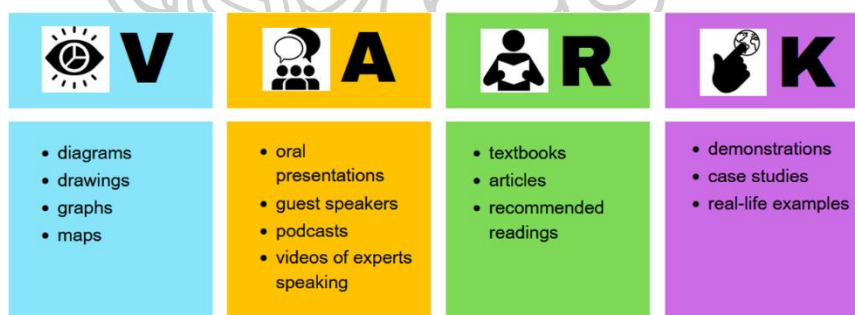 V
A
R
K
• diagrams
• drawings
• graphs
• maps
• oral
presentations
• guest speakers
• podcasts
• videos of experts
speaking
• textbooks
• articles
• recommended
readings
• demonstrations
• case studies
• real-life examples